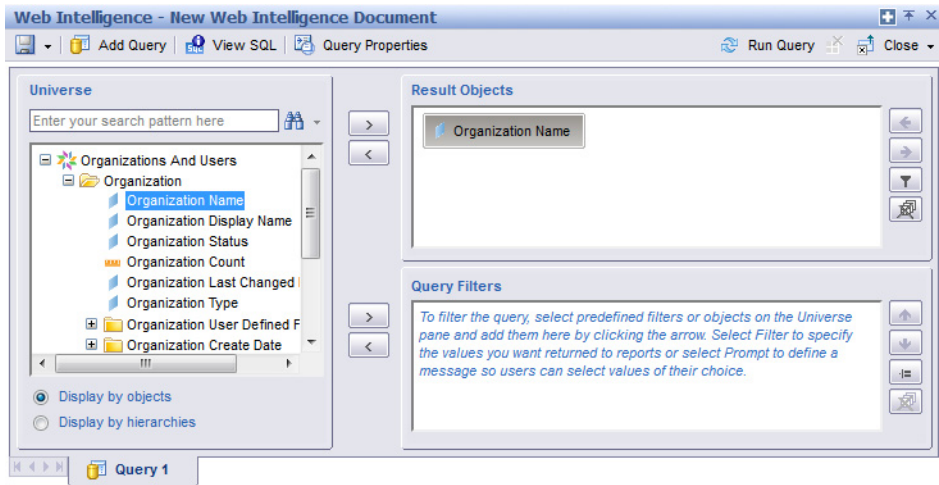 Web Intelligence - New Web Intelligence Document
Add Query View SQL Query Properties Run Query Close
Universe
Enter your search pattern here
Organizations And Users
Organization
Organization Name
Organization Display Name
Organization Status
Organization Count
Organization Last Changed
Organization Type
Organization User Defined F
Organization Create Date
Display by objects
Display by hierarchies
>
<
>
<
Result Objects
Organization Name
Query Filters
To filter the query, select predefined filters or objects on the Universe
pane and add them here by clicking the arrow. Select Filter to specify
the values you want returned to reports or select Prompt to define a
message so users can select values of their choice.
Query 1